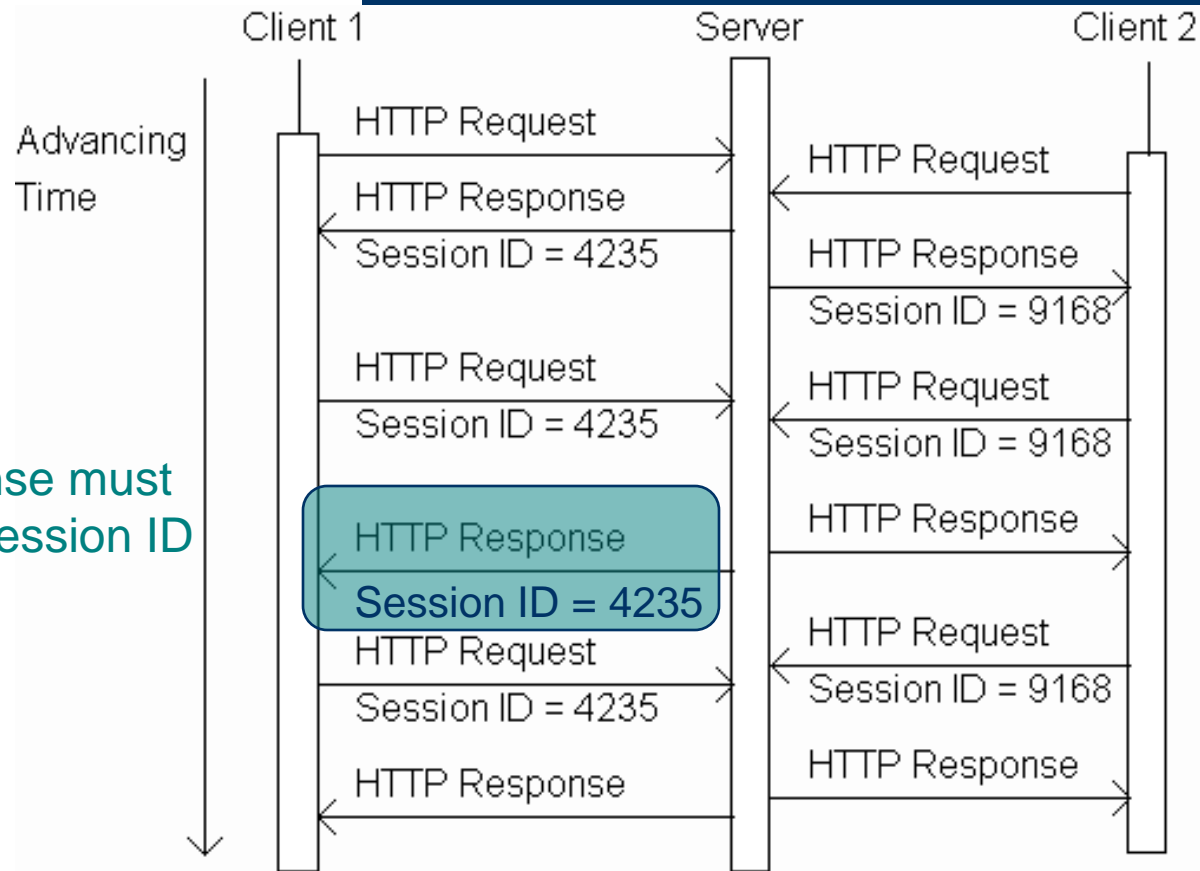 Client 1
Server
Client 2
Advancing
Time
HTTP Request
HTTP Response
Session ID = 4235
HTTP Request
Session ID = 4235
HTTP Response
Session ID = 4235
HTTP Request
Session ID = 4235
HTTP Response
HTTP Request
HTTP Response
Session ID = 9168
HTTP Request
Session ID = 9168
HTTP Response
HTTP Request
Session ID = 9168
HTTP Response
nse must
ession ID